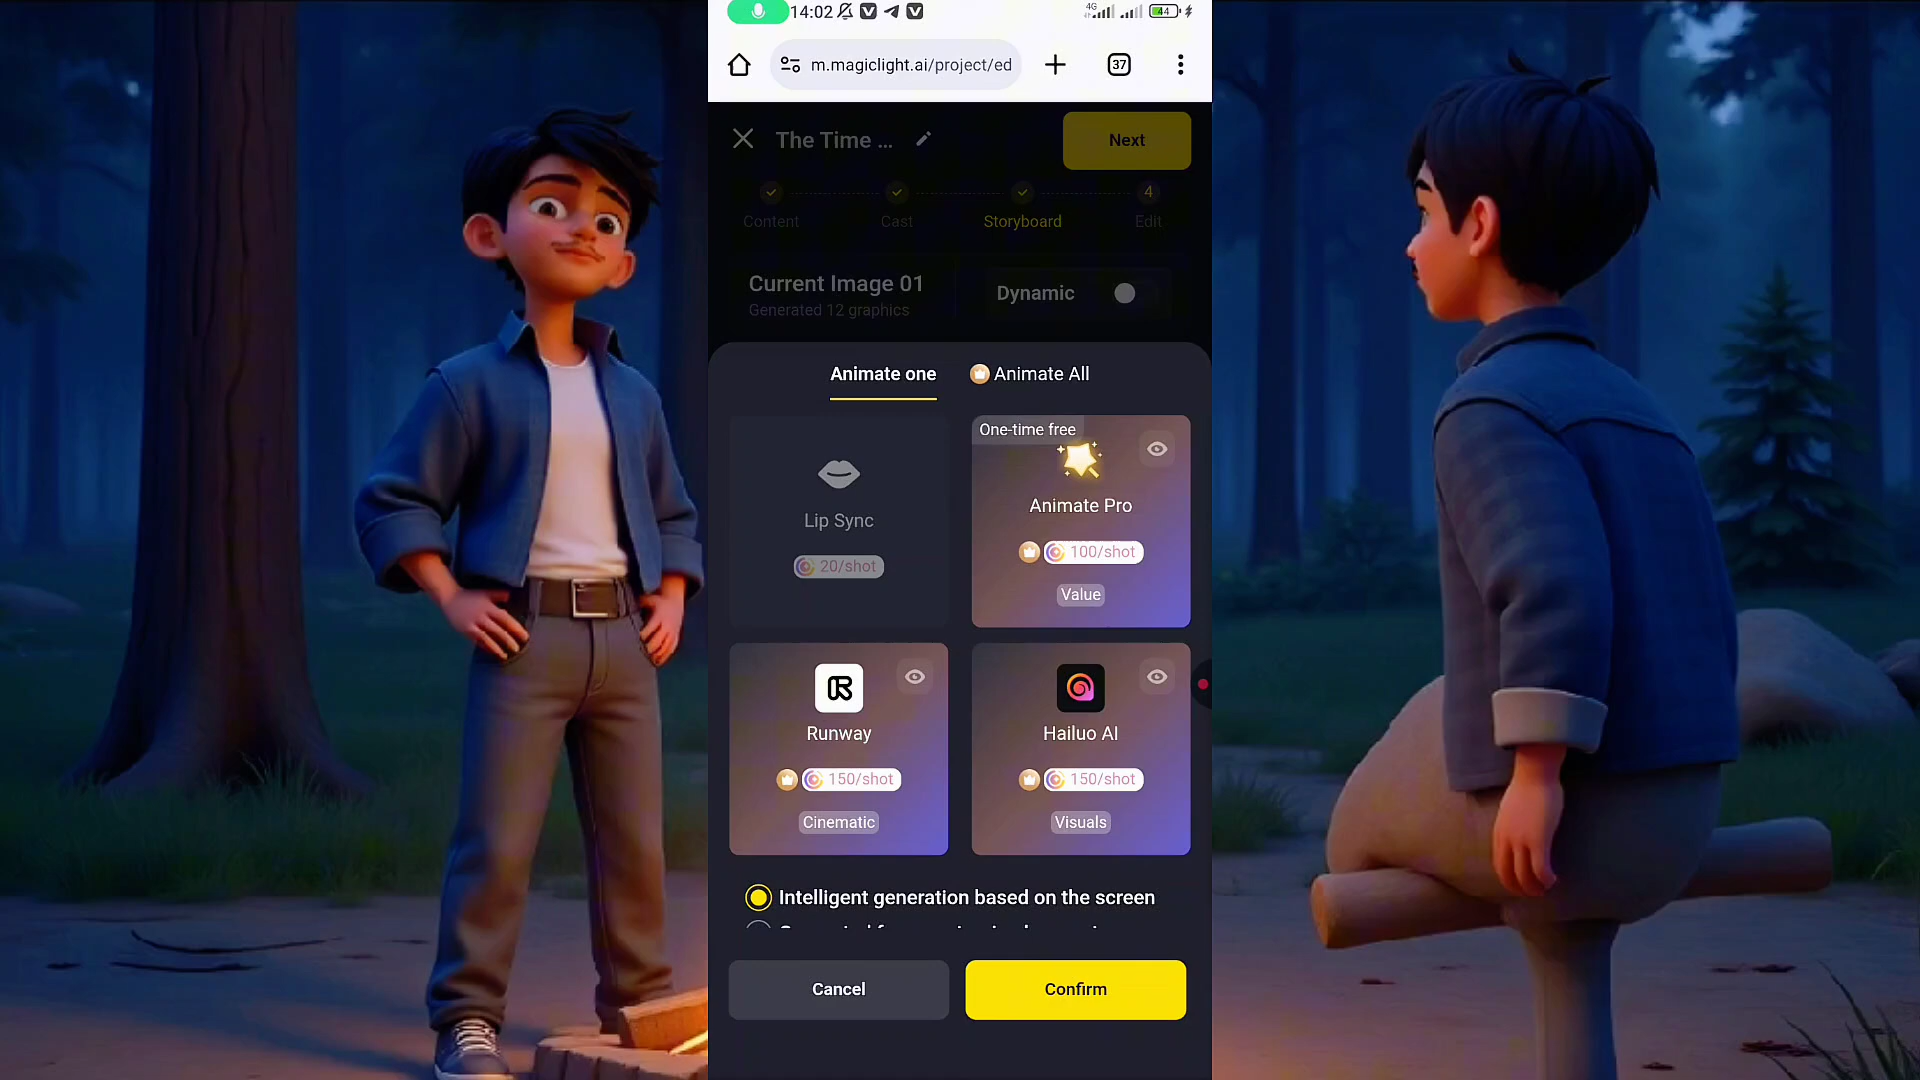 14:02
4G
44
m.magiclight.ai/project/ed
37
The Time ...
Next
4
Content
Cast
Storyboard
Edit
Current Image 01
Generated 12 graphics
Dynamic
Animate one
Animate All
Lip Sync
20/shot
One-time free
Animate Pro
100/shot
Value
Runway
150/shot
Cinematic
Hailuo AI
150/shot
Visuals
Intelligent generation based on the screen
Cancel
Confirm